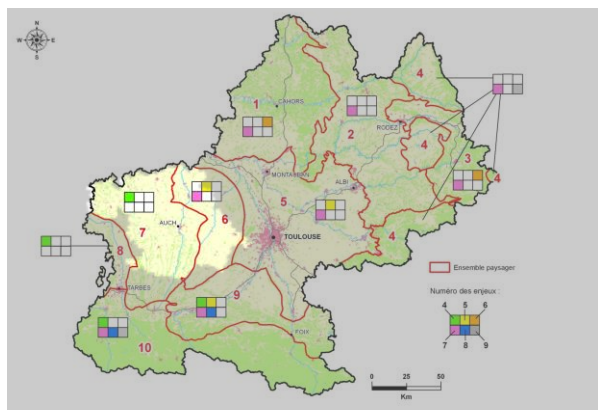 N
W E
S
4
1
CAHORS
2
RODEZ
4
3
4
MONTAUBAN
ALBI
5
6
7
AUCH
TOULOUSE
4
8
TARBES
9
FOIX
10
Ensemble paysager
Numéro des enjeux :
4 5 6
7 8 9
0 25 50
Km